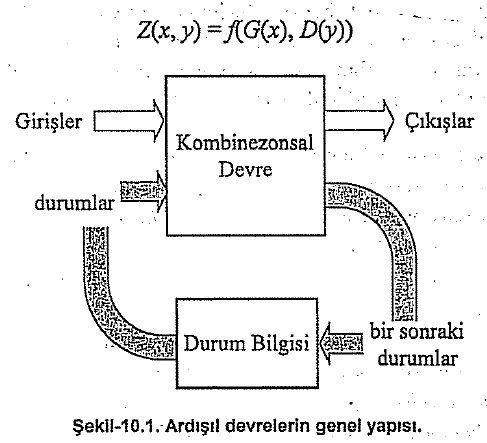 Z(x, y) = f(G(x), D(y))
Girişler
Kombinezonsal
Devre
Çıkışlar
durumlar
Durum Bilgisi
bir sonraki
durumlar
Şekil-10.1. Ardışıl devrelerin genel yapısı.